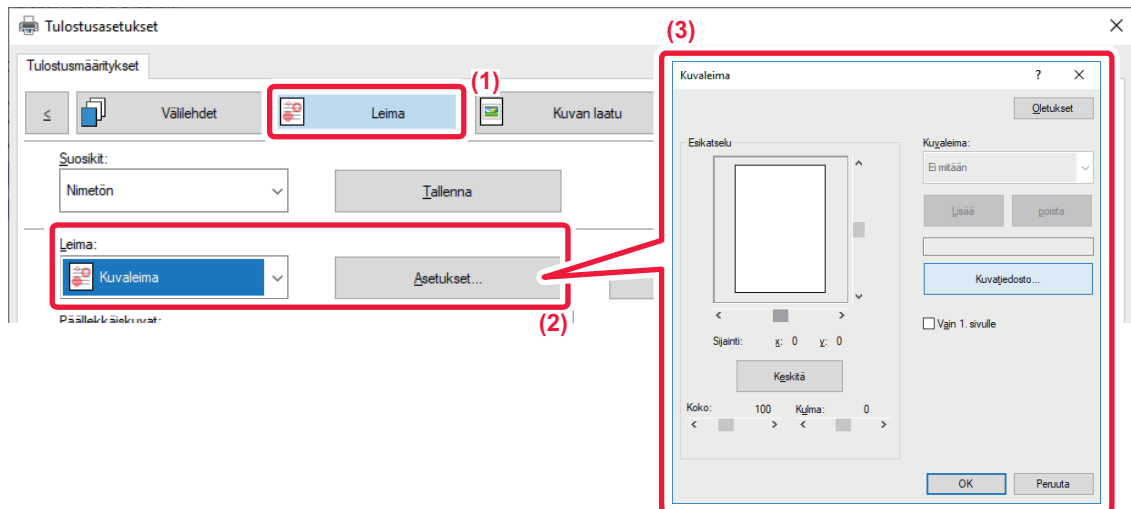 Tulostusasetukset
Tulostusmääritykset
(1)
≤ Välilehdet Leima Kuvan laatu
Suosikit:
Nimetön Tallenna
Leima:
Kuvaleima Asetukset...
(2)
Päällekkäiskuvat:
(3)
Kuvaleima ?
Oletukset
Esikatselu
Kuvaleima:
Ei mitään
Lisää poista
Kuvatiedosto...
Vain 1. sivulle
Sijainti: x: 0 y: 0
Keskitä
Koko: 100 Kulma: 0
OK Peruuta